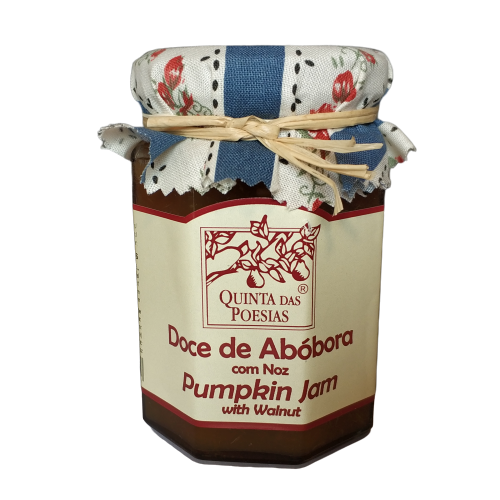 QUINTA DAS ®
POESIAS
Doce de Abóbora
com Noz
Pumpkin Jam
with Walnut